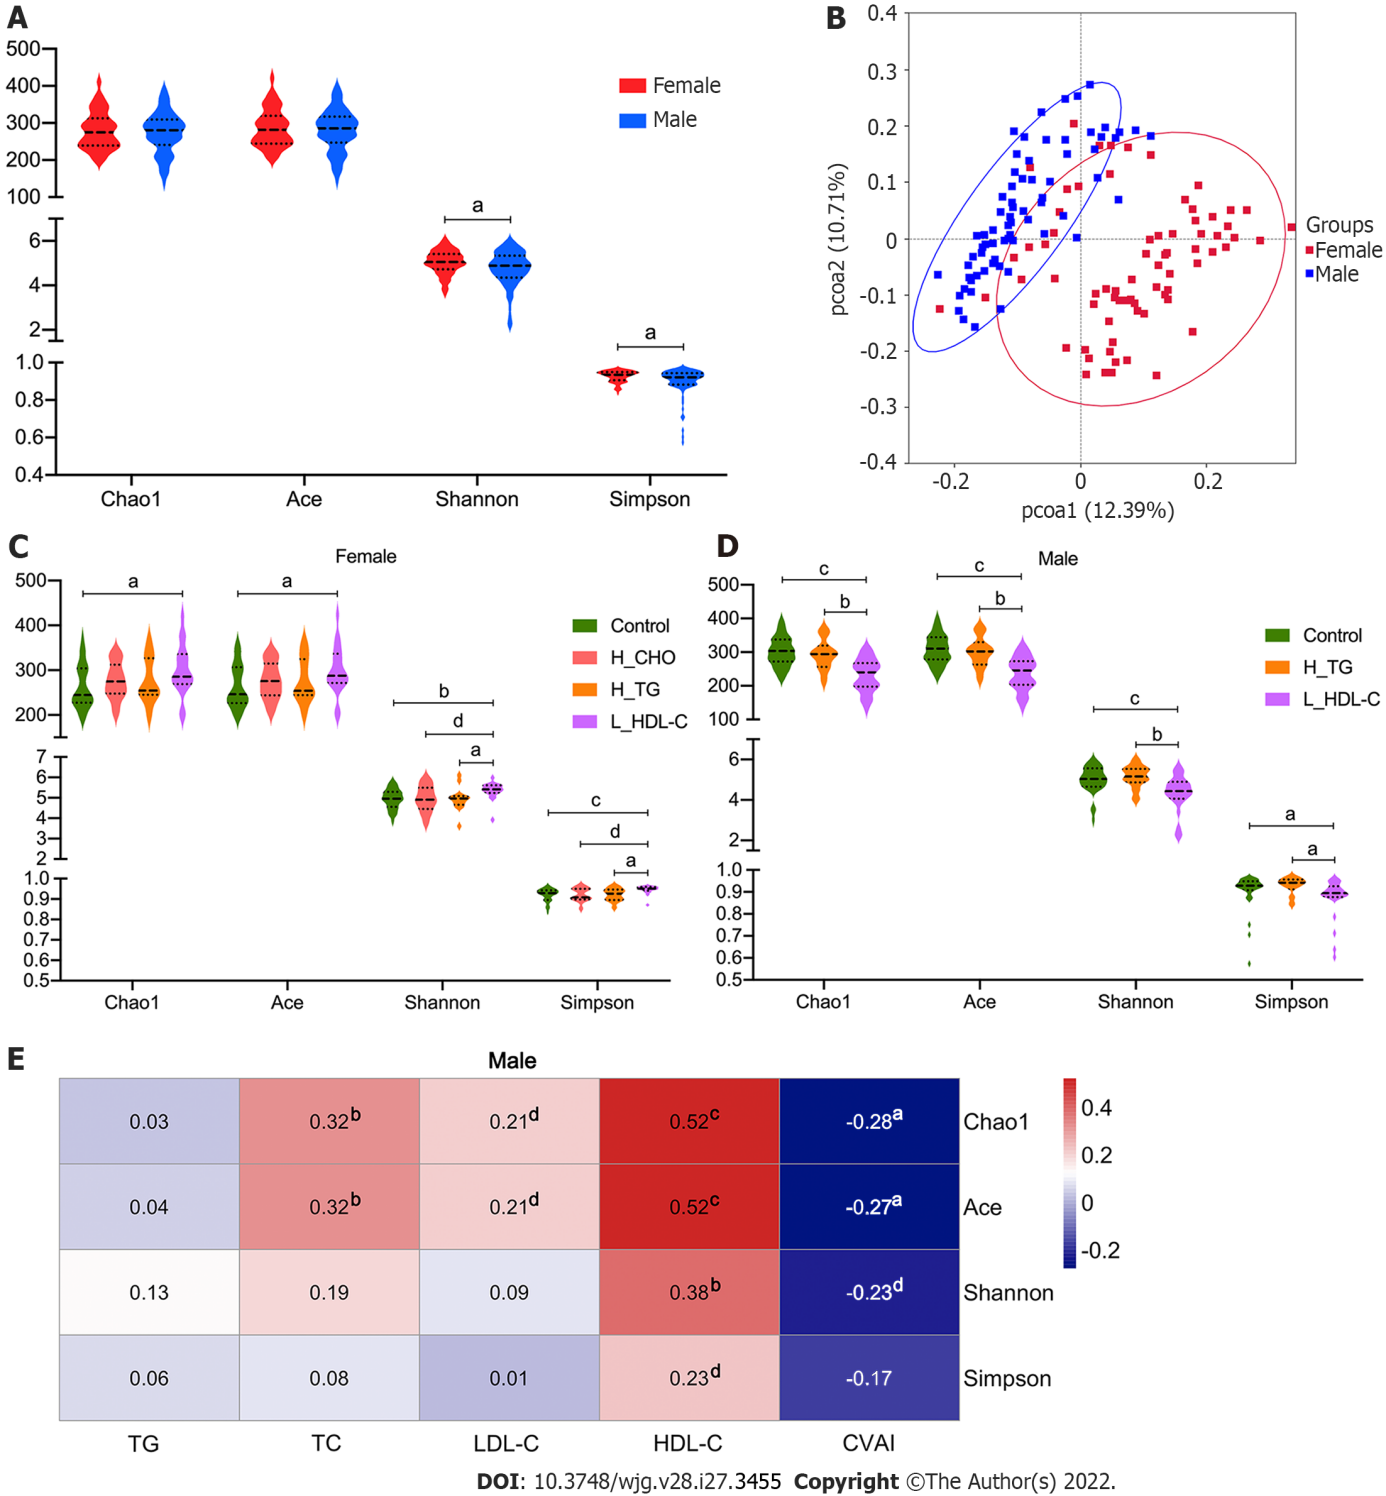 A
500
400
300
200
100
6
4
2
1.0
0.8
0.6
0.4
a
a
Female
Male
Chao1 Ace Shannon Simpson
B
0.4
0.3
0.2
0.1
0
-0.1
-0.2
-0.3
-0.4
pcoa2 (10.71%)
-0.2 0 0.2
pcoa1 (12.39%)
Groups
Female
Male
C
Female
500
400
300
200
7
6
5
4
3
2
1.0
0.9
0.8
0.7
0.6
0.5
a a
b
d
a
c
d
a
Control
H_CHO
H_TG
L_HDL-C
Chao1 Ace Shannon Simpson
D
Male
500
400
300
200
100
6
4
2
1.0
0.9
0.8
0.7
0.6
0.5
c c
b b
c
b
a
a
Control
H_TG
L_HDL-C
Chao1 Ace Shannon Simpson
E
Male
0.03 0.32b 0.21d 0.52c -0.28a Chao1
0.04 0.32b 0.21d 0.52c -0.27a Ace
0.13 0.19 0.09 0.38b -0.23d Shannon
0.06 0.08 0.01 0.23d -0.17 Simpson
TG TC LDL-C HDL-C CVAI
0.4
0.2
0
-0.2
DOI: 10.3748/wjg.v28.i27.3455 Copyright ©The Author(s) 2022.